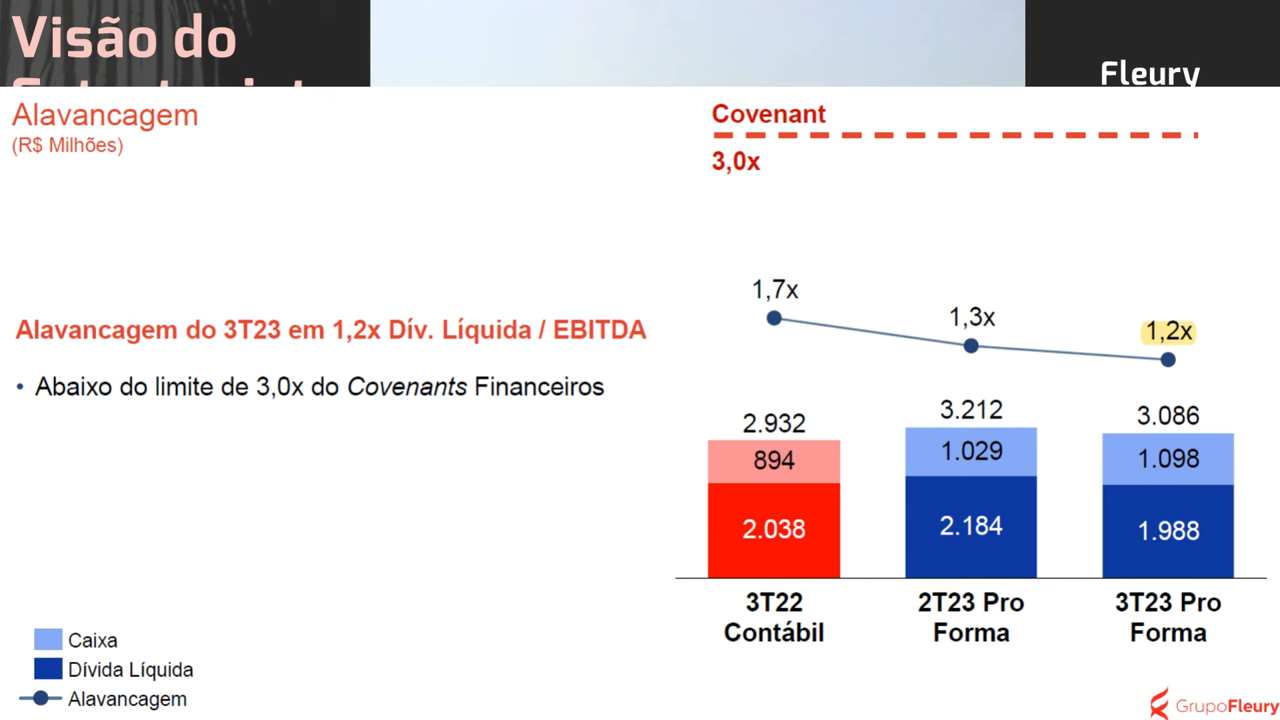 Visão do
Fleury
Alavancagem
(R$ Milhões)
Covenant
3,0x
1,7x
1,3x
1,2x
Alavancagem do 3T23 em 1,2x Dív. Líquida / EBITDA
• Abaixo do limite de 3,0x do Covenants Financeiros
2.932
3.212
3.086
894
1.029
1.098
2.038
2.184
1.988
3T22 Contábil
2T23 Pro Forma
3T23 Pro Forma
Caixa
Dívida Líquida
Alavancagem
GrupoFleury